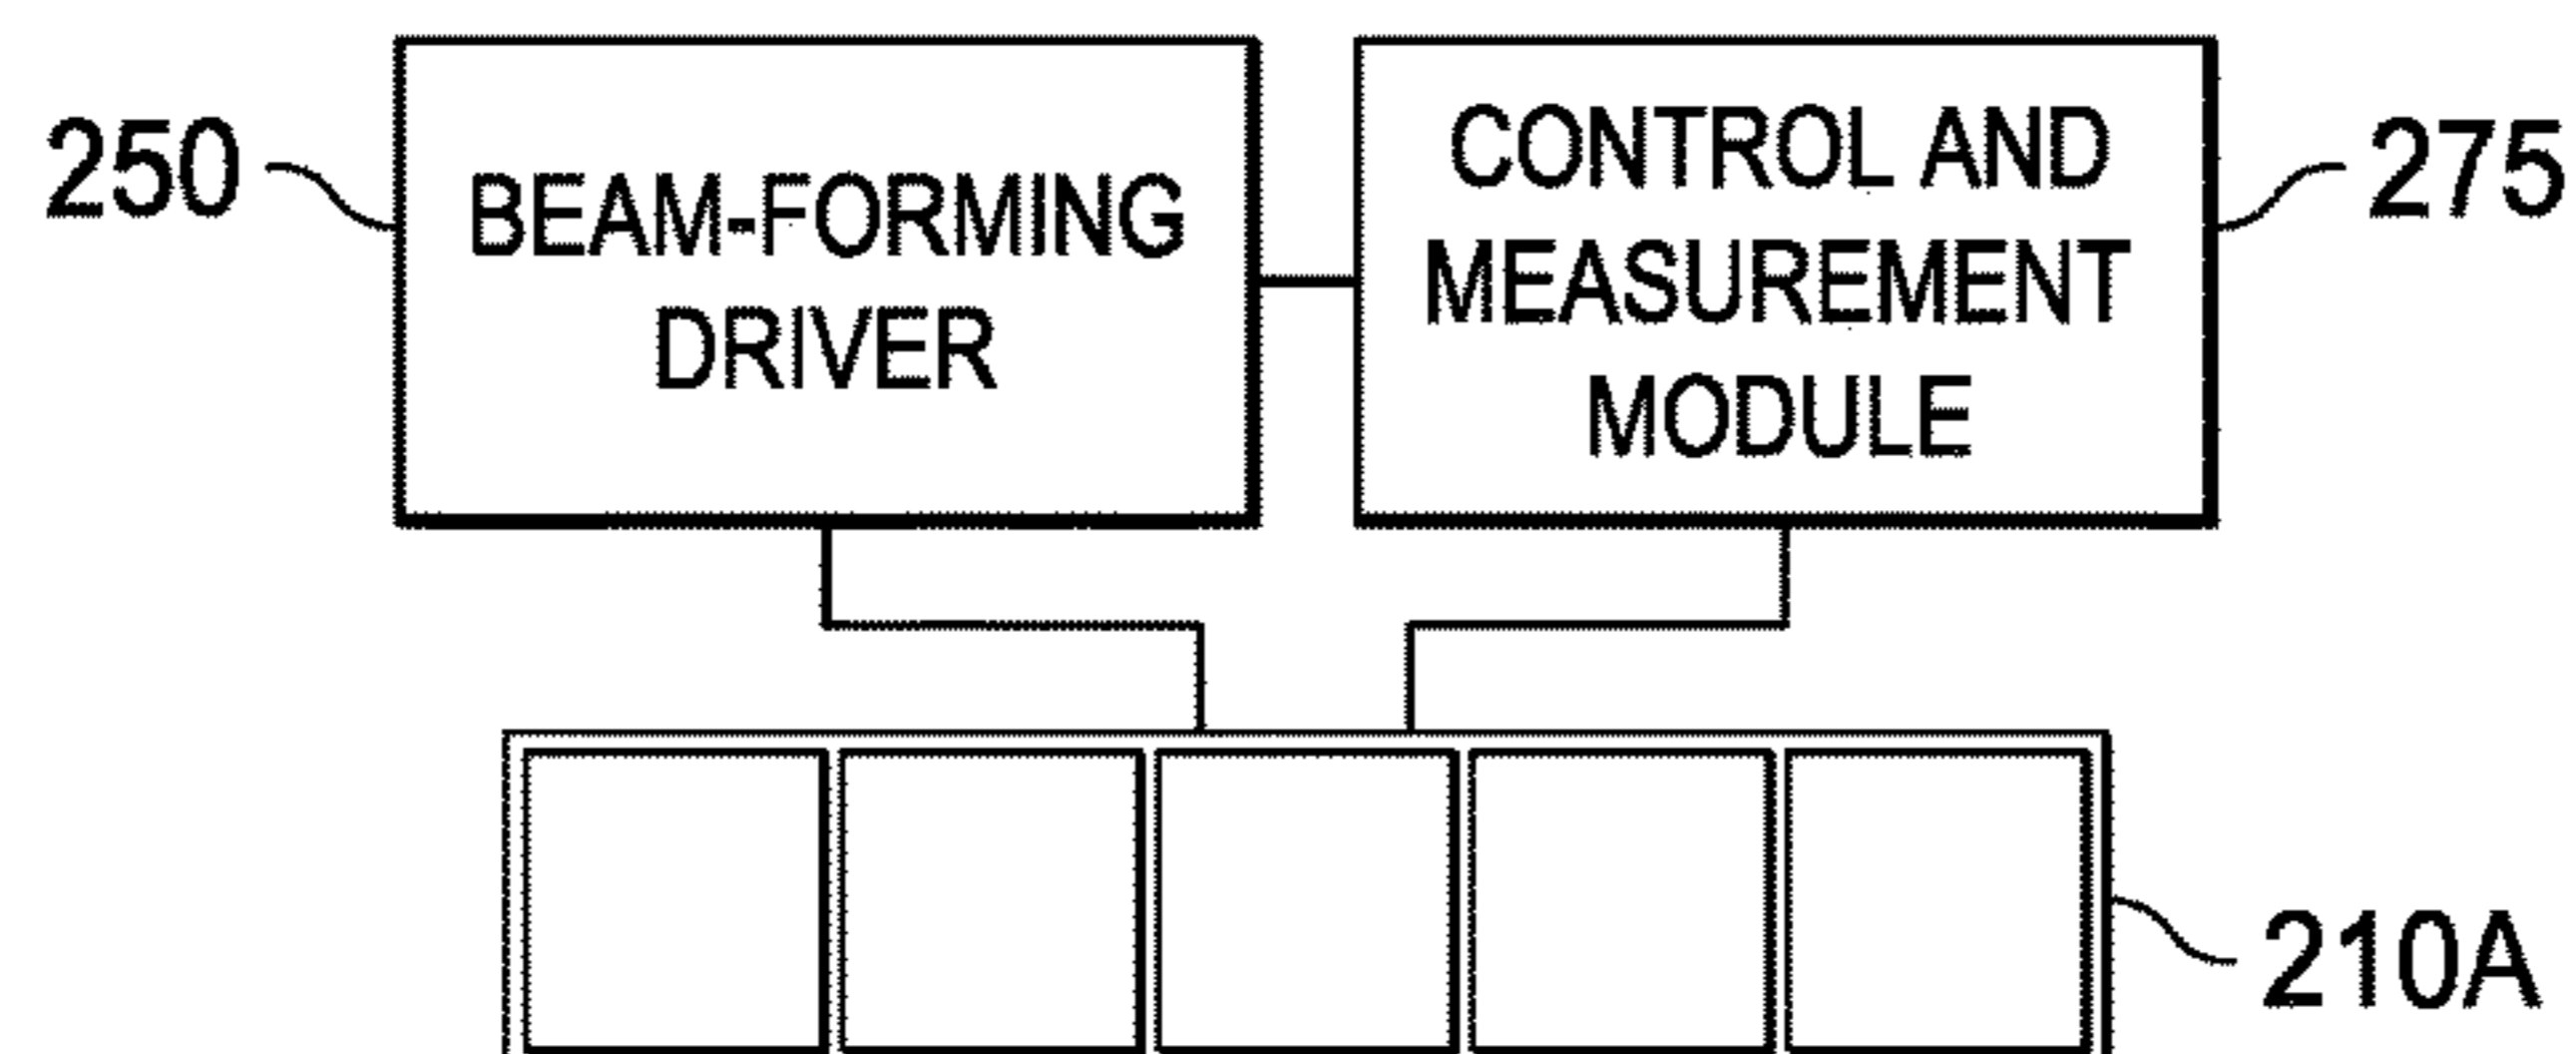 250
BEAM-FORMING
DRIVER
CONTROL AND
MEASUREMENT
MODULE
275
210A